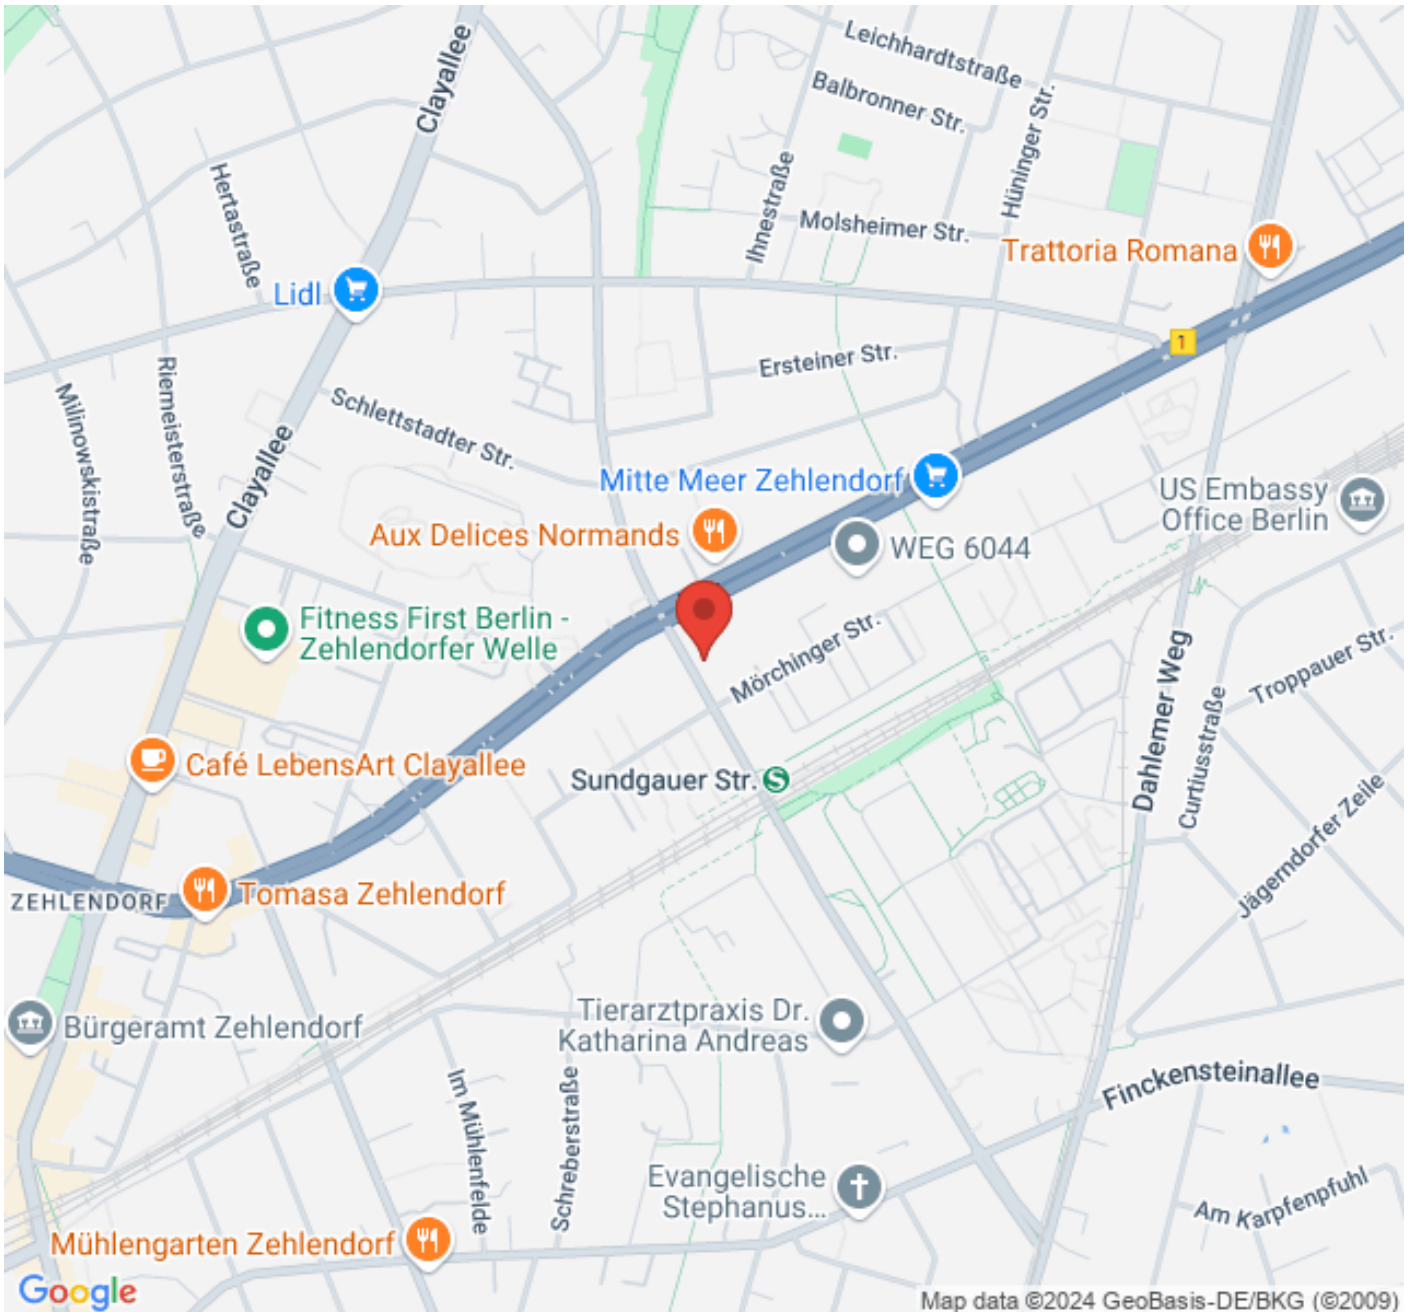 Leichhardtstraße
Clayallee
Balbronner Str.
Hüninger Str.
Hertastraße
Ihnestraße
Molsheimer Str.
Trattoria Romana
Lidl
1
Ersteiner Str.
Riemeisterstraße
Milinowskistraße
Schlettstadter Str.
Clayallee
Mitte Meer Zehlendorf
US Embassy
Office Berlin
Aux Delices Normands
WEG 6044
Fitness First Berlin -
Zehlendorfer Welle
Mörchinger Str.
Troppauer Str.
Dahlemer Weg
Curtiusstraße
Café LebensArt Clayallee
Sundgauer Str.
S
Jägerndorfer Zeile
ZEHLENDORF
Tomasa Zehlendorf
Bürgeramt Zehlendorf
Tierarztpraxis Dr.
Katharina Andreas
Finckensteinallee
Im Mühlenfelde
Schreberstraße
Evangelische
Stephanus...
Am Karpfenpfuhl
Mühlengarten Zehlendorf
Google
Map data ©2024 GeoBasis-DE/BKG (©2009)